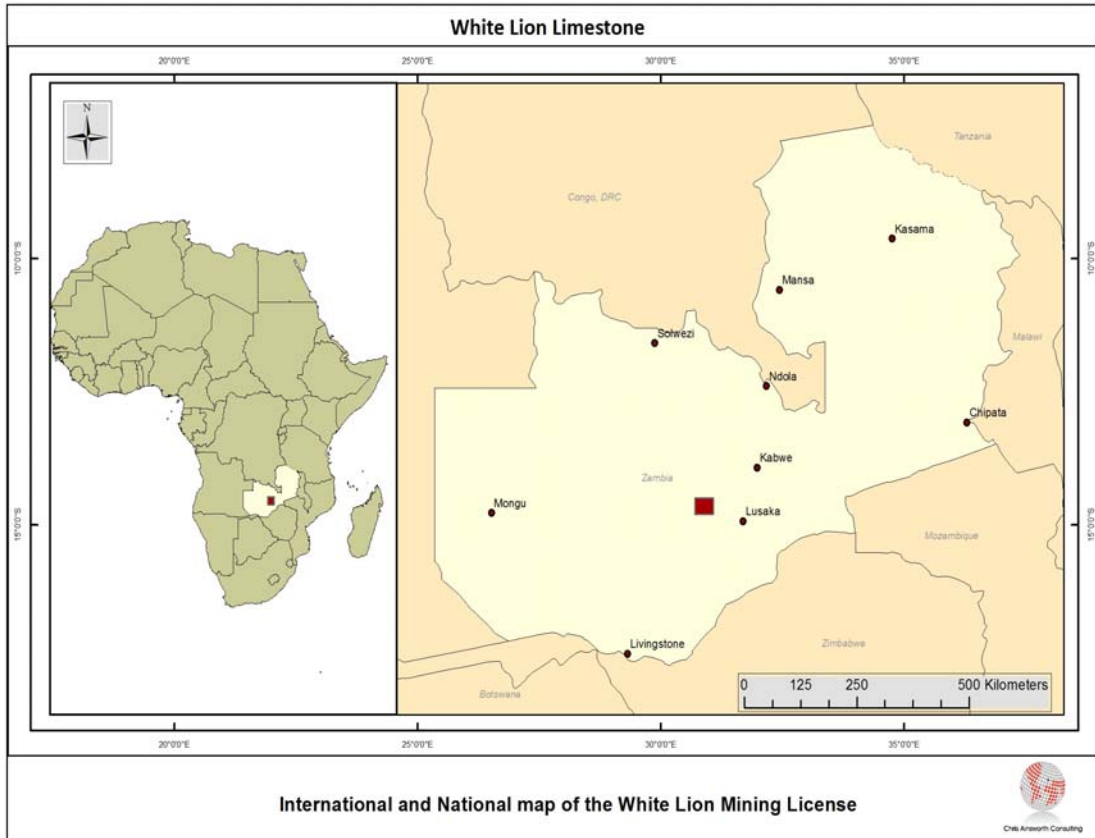 White Lion Limestone
20°0'0"E
25°0'0"E
30°0'0"E
35°0'0"E
N
Tanzania
Congo, DRC
Kasama
10°0'0"S
10°0'0"S
Mansa
Solwezi
Malawi
Ndola
Chipata
Kabwe
Zambia
Mongu
Lusaka
15°0'0"S
15°0'0"S
Mozambique
Livingstone
Zimbabwe
Botswana
0 125 250 500 Kilometers
20°0'0"E
25°0'0"E
30°0'0"E
35°0'0"E
International and National map of the White Lion Mining License
Chris Ainsworth Consulting